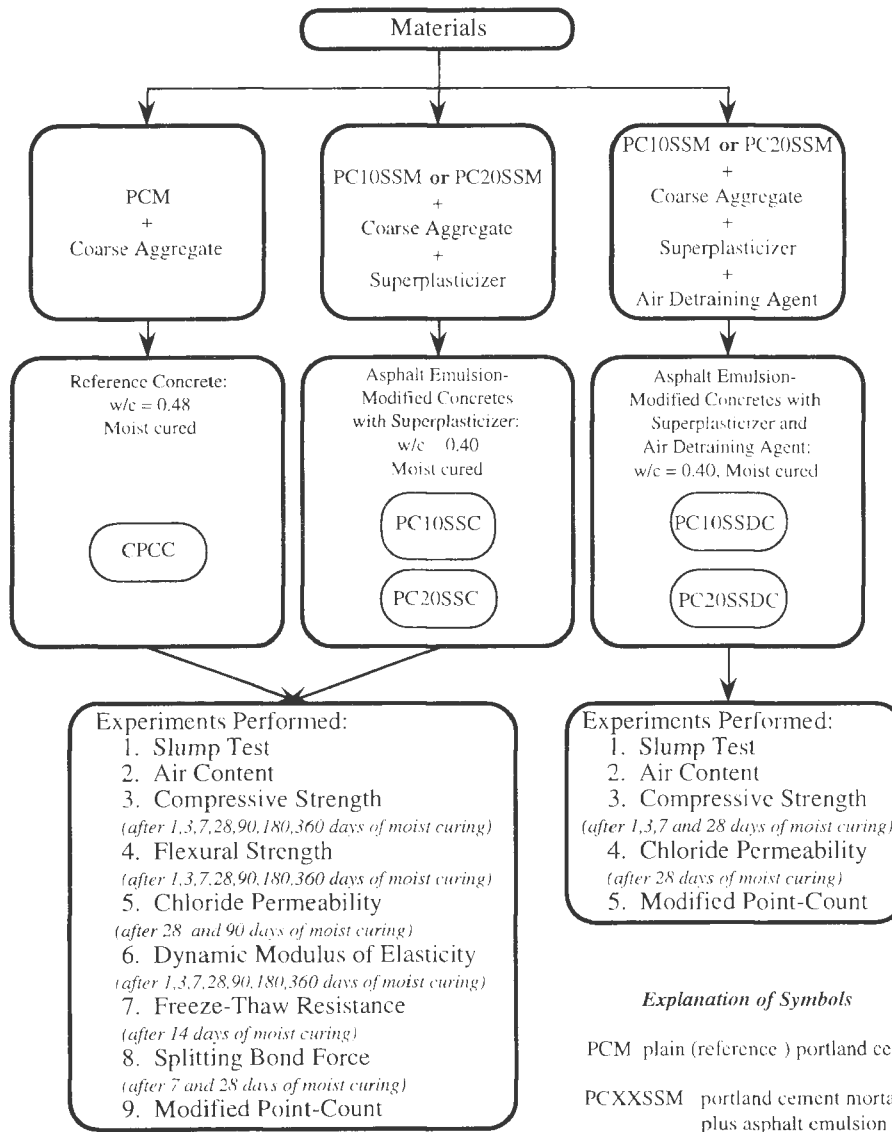 Materials
PCM
+
Coarse Aggregate
PC10SSM or PC20SSM
+
Coarse Aggregate
+
Superplasticizer
PC10SSM or PC20SSM
+
Coarse Aggregate
+
Superplasticizer
+
Air Detraining Agent
Reference Concrete:
w/c = 0.48
Moist cured
CPCC
Asphalt Emulsion-
Modified Concretes
with Superplasticizer:
w/c 0.40
Moist cured
PC10SSC
PC20SSC
Asphalt Emulsion-
Modified Concretes with
Superplasticizer and
Air Detraining Agent:
w/c = 0.40, Moist cured
PC10SSDC
PC20SSDC
Experiments Performed:
1. Slump Test
2. Air Content
3. Compressive Strength
(after 1,3,7,28,90,180,360 days of moist curing)
4. Flexural Strength
(after 1,3,7,28,90,180,360 days of moist curing)
5. Chloride Permeability
(after 28 and 90 days of moist curing)
6. Dynamic Modulus of Elasticity
(after 1,3,7,28,90,180,360 days of moist curing)
7. Freeze-Thaw Resistance
(after 14 days of moist curing)
8. Splitting Bond Force
(after 7 and 28 days of moist curing)
9. Modified Point-Count
Experiments Performed:
1. Slump Test
2. Air Content
3. Compressive Strength
(after 1,3,7 and 28 days of moist curing)
4. Chloride Permeability
(after 28 days of moist curing)
5. Modified Point-Count
Explanation of Symbols
PCM plain (reference ) portland ce
PCXXSSM portland cement morta
plus asphalt emulsion